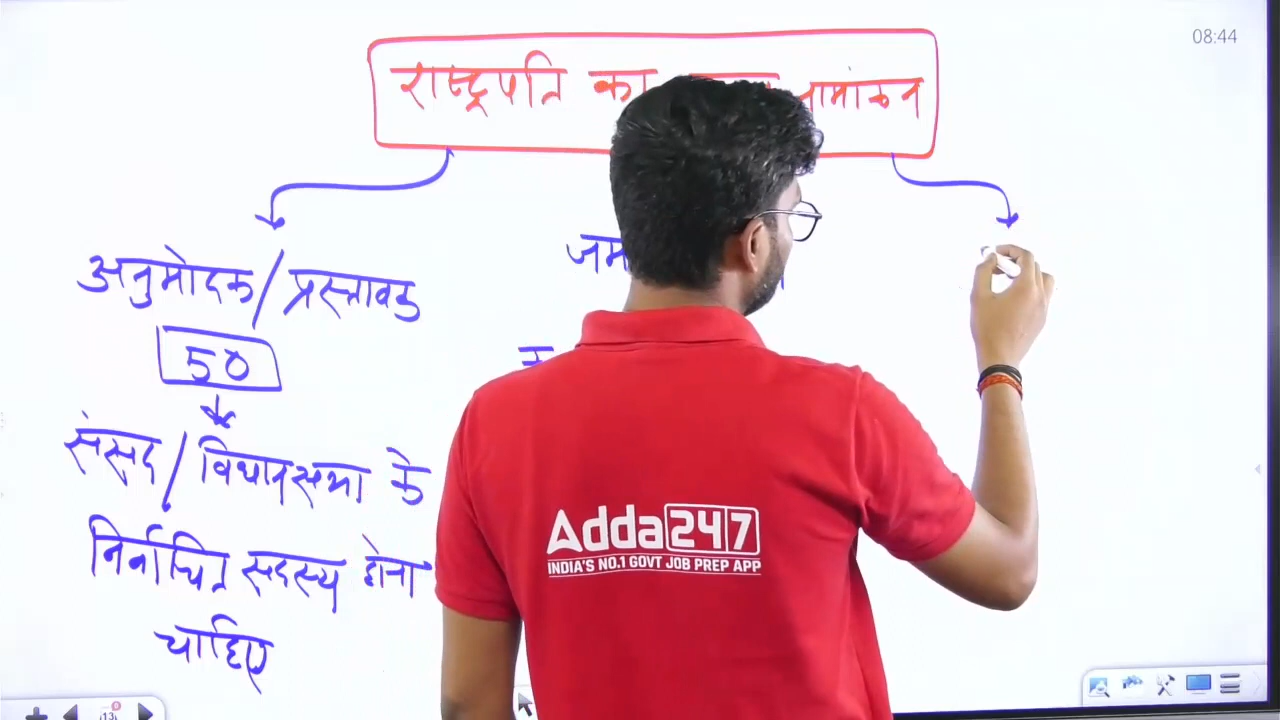 08:44
राष्ट्रपति का नामांकन
अनुमोदक/प्रस्तावक
50
संसद/विधानसभा के
निर्वाचित सदस्य होना
चाहिए
Adda247
INDIA'S NO.1 GOVT JOB PREP APP